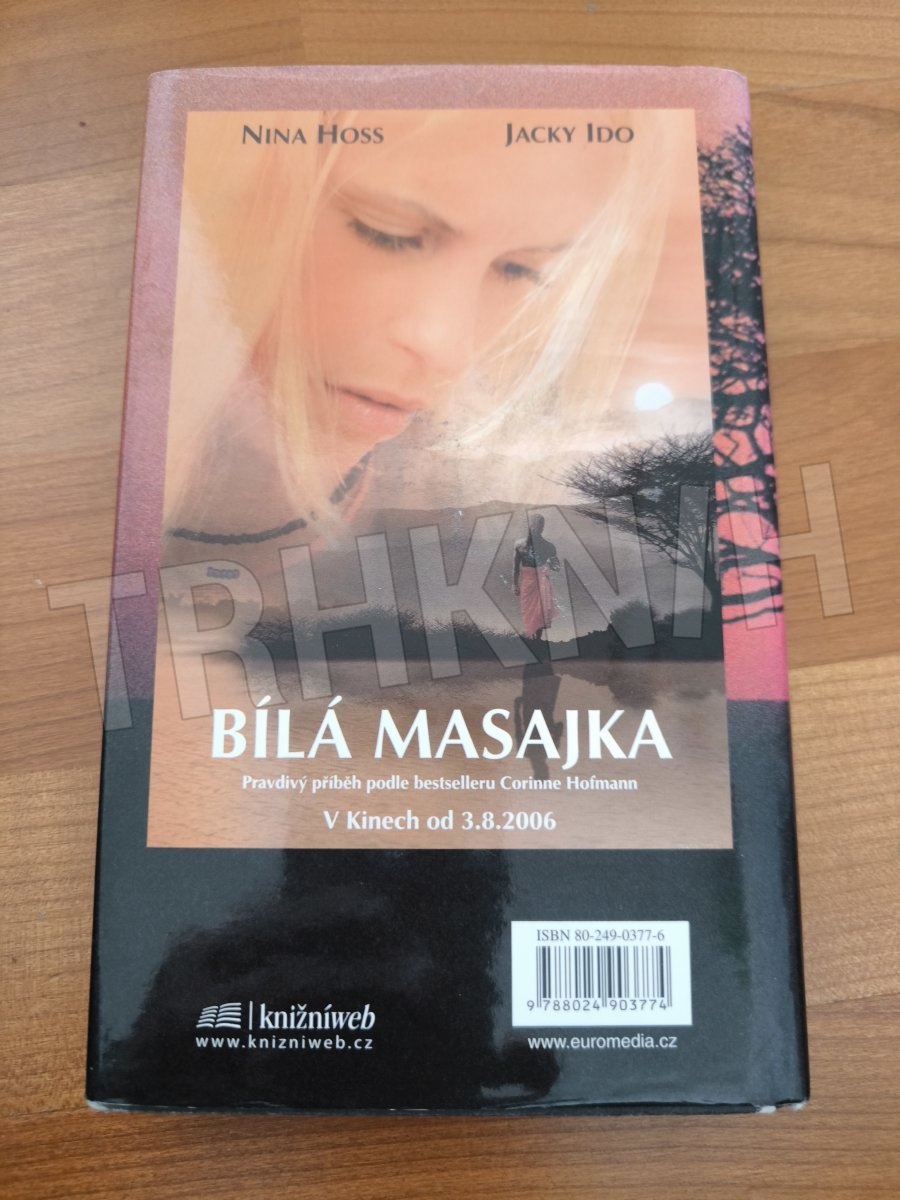 NINA HOSS JACKY IDO
TRHKNIH
BÍLÁ MASAJKA
Pravdivý příběh podle bestselleru Corinne Hofmann
V Kinech od 3.8.2006
ISBN 80-249-0377-6
9 788024 903774
knižníweb
www.knizniweb.cz
www.euromedia.cz